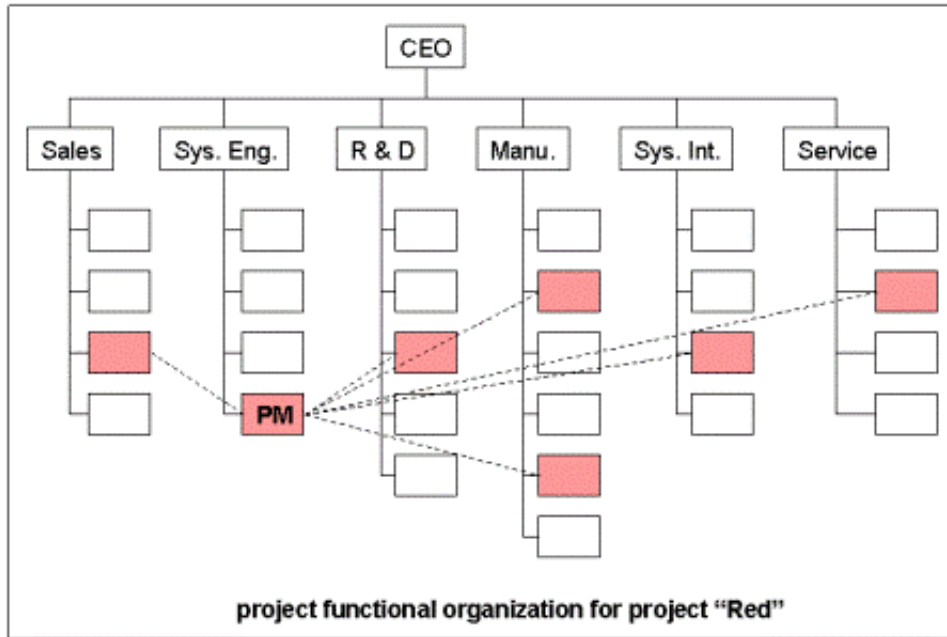 CEO
Sales
Sys. Eng.
R & D
Manu.
Sys. Int.
Service
PM
project functional organization for project “Red”